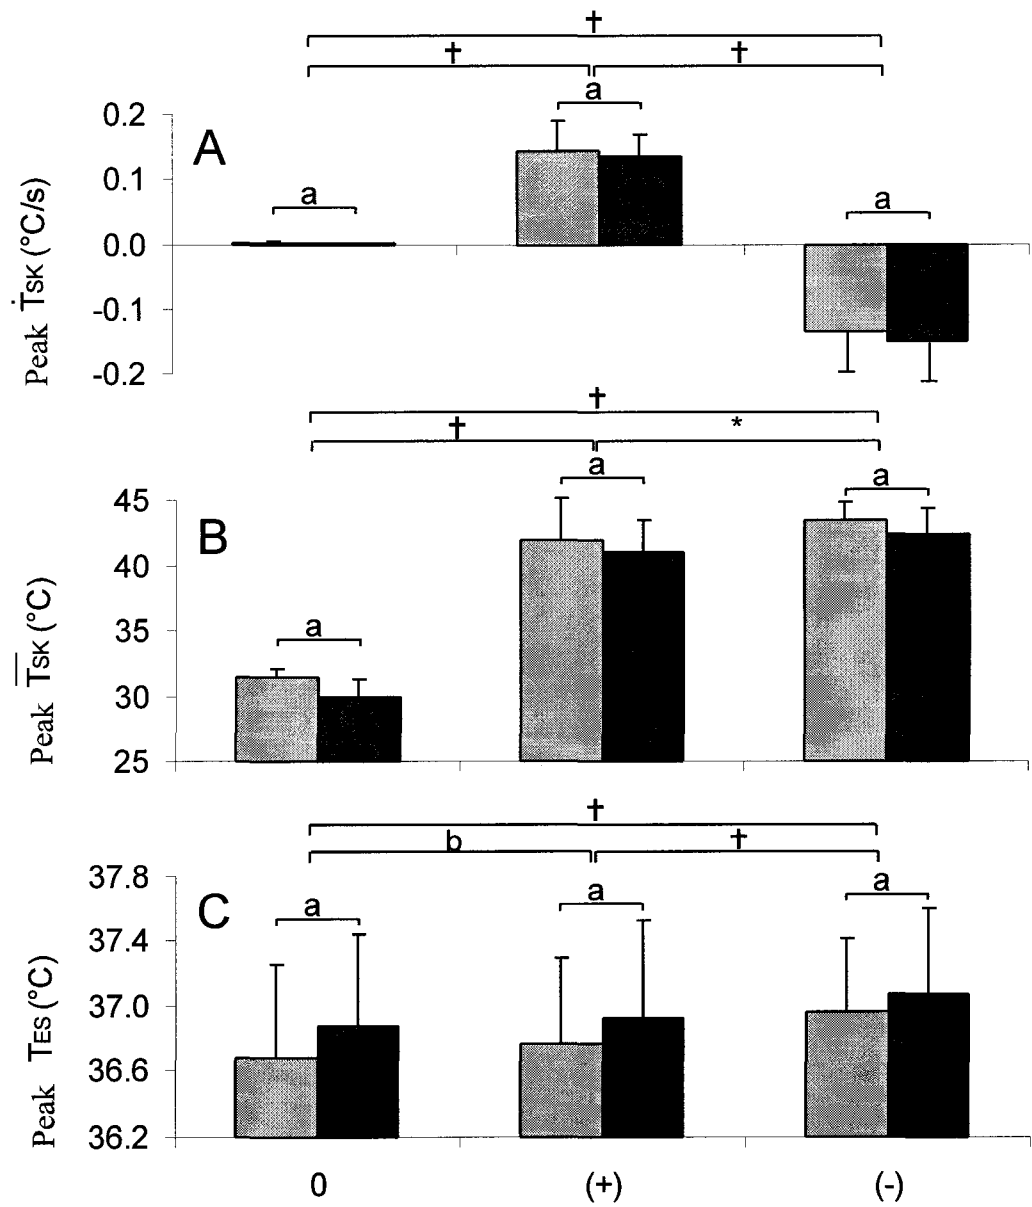 †
† †
a
0.2
A
0.1
a
a
0.0
-0.1
-0.2
Peak ṪSK (°C/s)
†
† *
a
a
45
B
40
35
a
30
25
Peak T̅SK (°C)
†
b †
37.8
a
a
a
C
37.4
37.0
36.6
36.2
Peak TES (°C)
0 (+) (-)